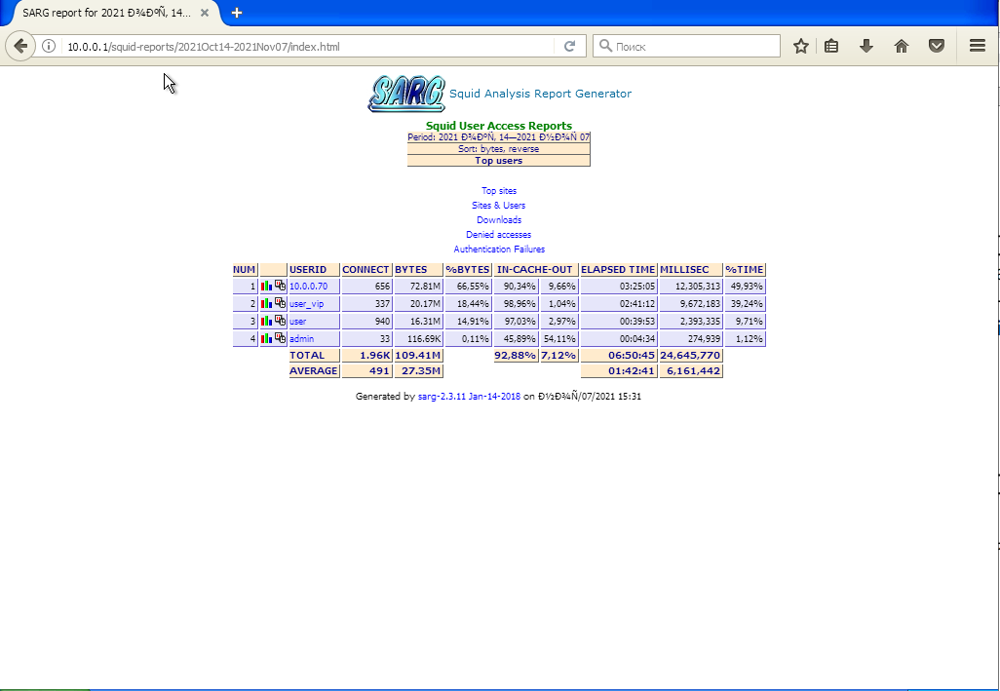 SARG report for 2021 Ð¾ÐºÑ, 14...
10.0.0.1/squid-reports/2021Oct14-2021Nov07/index.html
Поиск
SARG Squid Analysis Report Generator
Squid User Access Reports
Period: 2021 Ð¾ÐºÑ, 14—2021 Ð½Ð¾Ñ 07
Sort: bytes, reverse
Top users
Top sites
Sites & Users
Downloads
Denied accesses
Authentication Failures
NUM USERID CONNECT BYTES %BYTES IN-CACHE-OUT ELAPSED TIME MILLISEC %TIME
1 10.0.0.70 656 72.81M 66,55% 90,34% 9,66% 03:25:05 12,305,313 49,93%
2 user_vip 337 20.17M 18,44% 98,96% 1,04% 02:41:12 9,672,183 39,24%
3 user 940 16.31M 14,91% 97,03% 2,97% 00:39:53 2,393,335 9,71%
4 admin 33 116.69K 0,11% 45,89% 54,11% 00:04:34 274,939 1,12%
TOTAL 1.96K 109.41M 92,88% 7,12% 06:50:45 24,645,770
AVERAGE 491 27.35M 01:42:41 6,161,442
Generated by sarg-2.3.11 Jan-14-2018 on Ð½Ð¾Ñ/07/2021 15:31